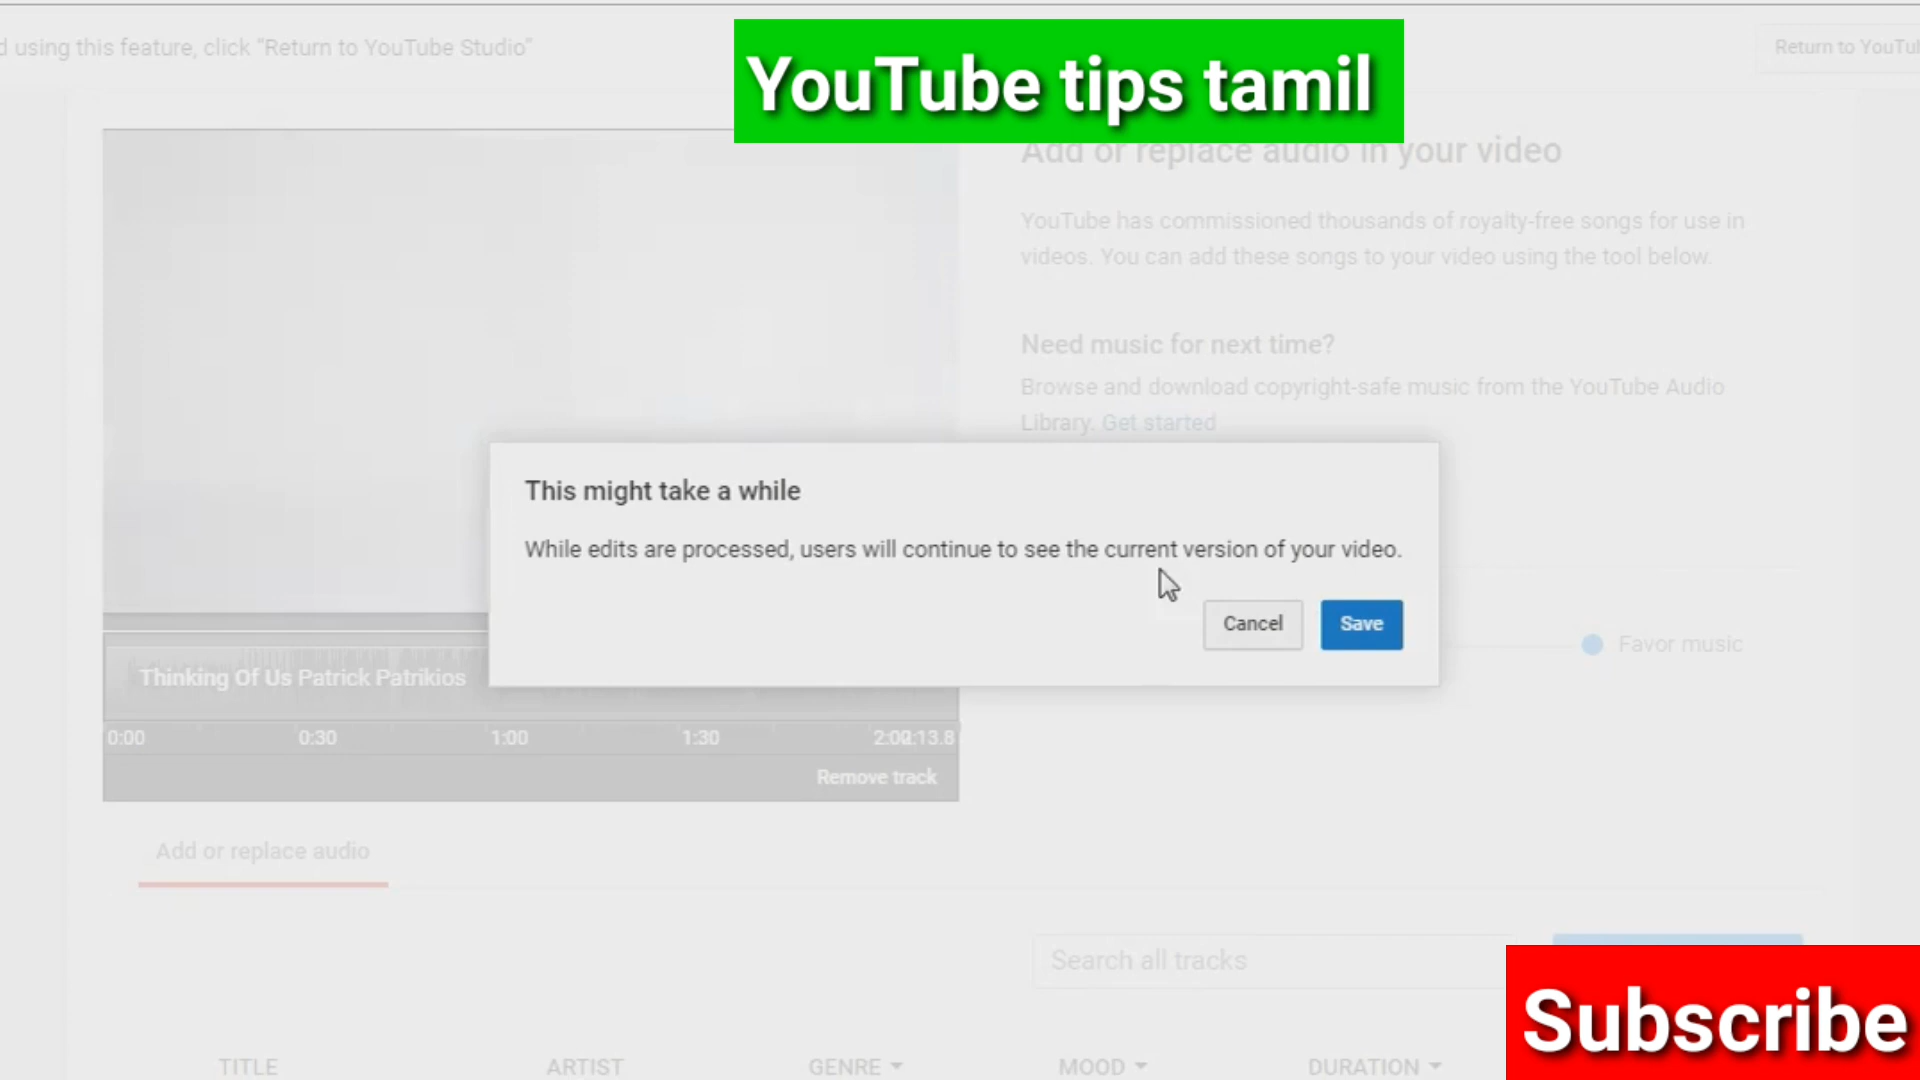 d using this feature, click “Return to YouTube Studio”
YouTube tips tamil
Return to YouTu
Add or replace audio in your video
YouTube has commissioned thousands of royalty-free songs for use in
videos. You can add these songs to your video using the tool below.
Need music for next time?
Browse and download copyright-safe music from the YouTube Audio
Library. Get started
This might take a while
While edits are processed, users will continue to see the current version of your video.
Cancel
Save
Favor music
Thinking Of Us Patrick Patrikios
0:00 0:30 1:00 1:30
Remove track
Add or replace audio
Search all tracks
Subscribe
TITLE ARTIST GENRE MOOD DURATION